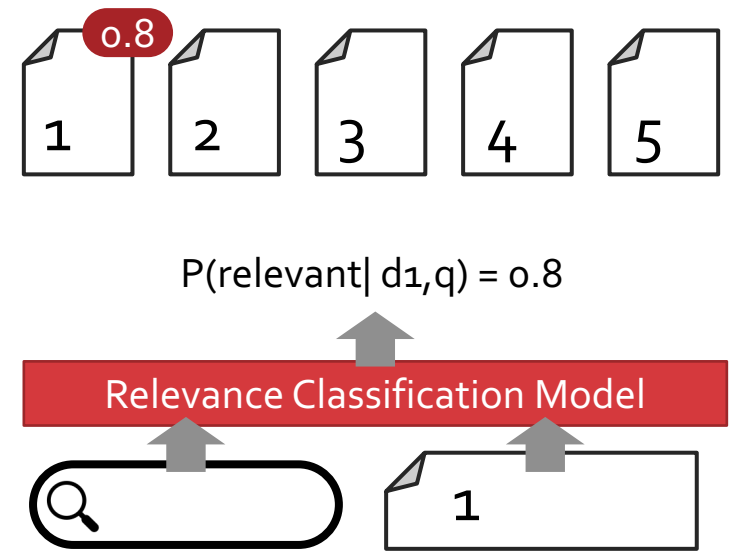 0.8
1 2 3 4 5
P(relevant| d1,q) = 0.8
Relevance Classification Model
1